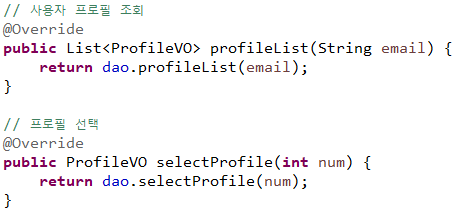 // 사용자 프로필 조회
@Override
public List<ProfileVO> profileList(String email) {
    return dao.profileList(email);
}
// 프로필 선택
@Override
public ProfileVO selectProfile(int num) {
    return dao.selectProfile(num);
}